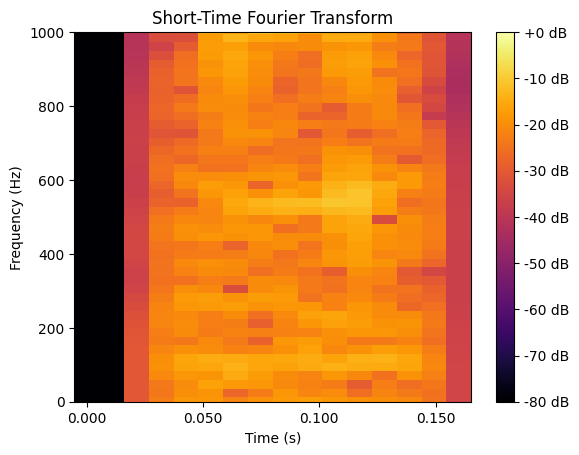 Short-Time Fourier Transform
1000
800
600
400
200
0
Frequency (Hz)
0.000
0.050
0.100
0.150
Time (s)
+0 dB
-10 dB
-20 dB
-30 dB
-40 dB
-50 dB
-60 dB
-70 dB
-80 dB